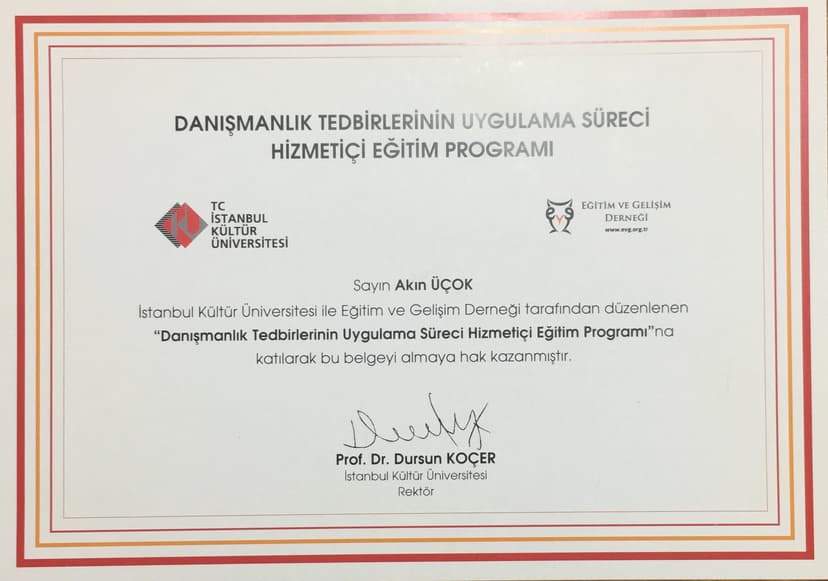 DANIŞMANLIK TEDBİRLERİNİN UYGULAMA SÜRECİ
HİZMETİÇİ EĞİTİM PROGRAMI
TC
İSTANBUL
KÜLTÜR
ÜNİVERSİTESİ
EĞİTİM VE GELİŞİM
DERNEĞİ
www.evg.org.tr
Sayın Akın ÜÇOK
İstanbul Kültür Üniversitesi ile Eğitim ve Gelişim Derneği tarafından düzenlenen
“Danışmanlık Tedbirlerinin Uygulama Süreci Hizmetiçi Eğitim Programı”na
katılarak bu belgeyi almaya hak kazanmıştır.
Prof. Dr. Dursun KOÇER
İstanbul Kültür Üniversitesi
Rektör